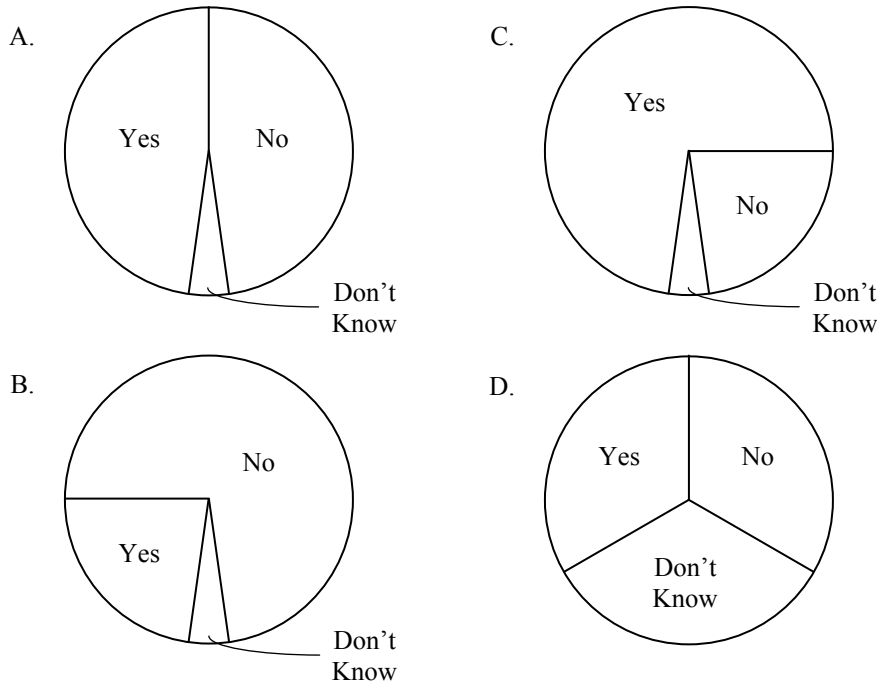 A.
Yes
No
Don't
Know
B.
No
Yes
Don't
Know
C.
Yes
No
Don't
Know
D.
Yes
No
Don't
Know